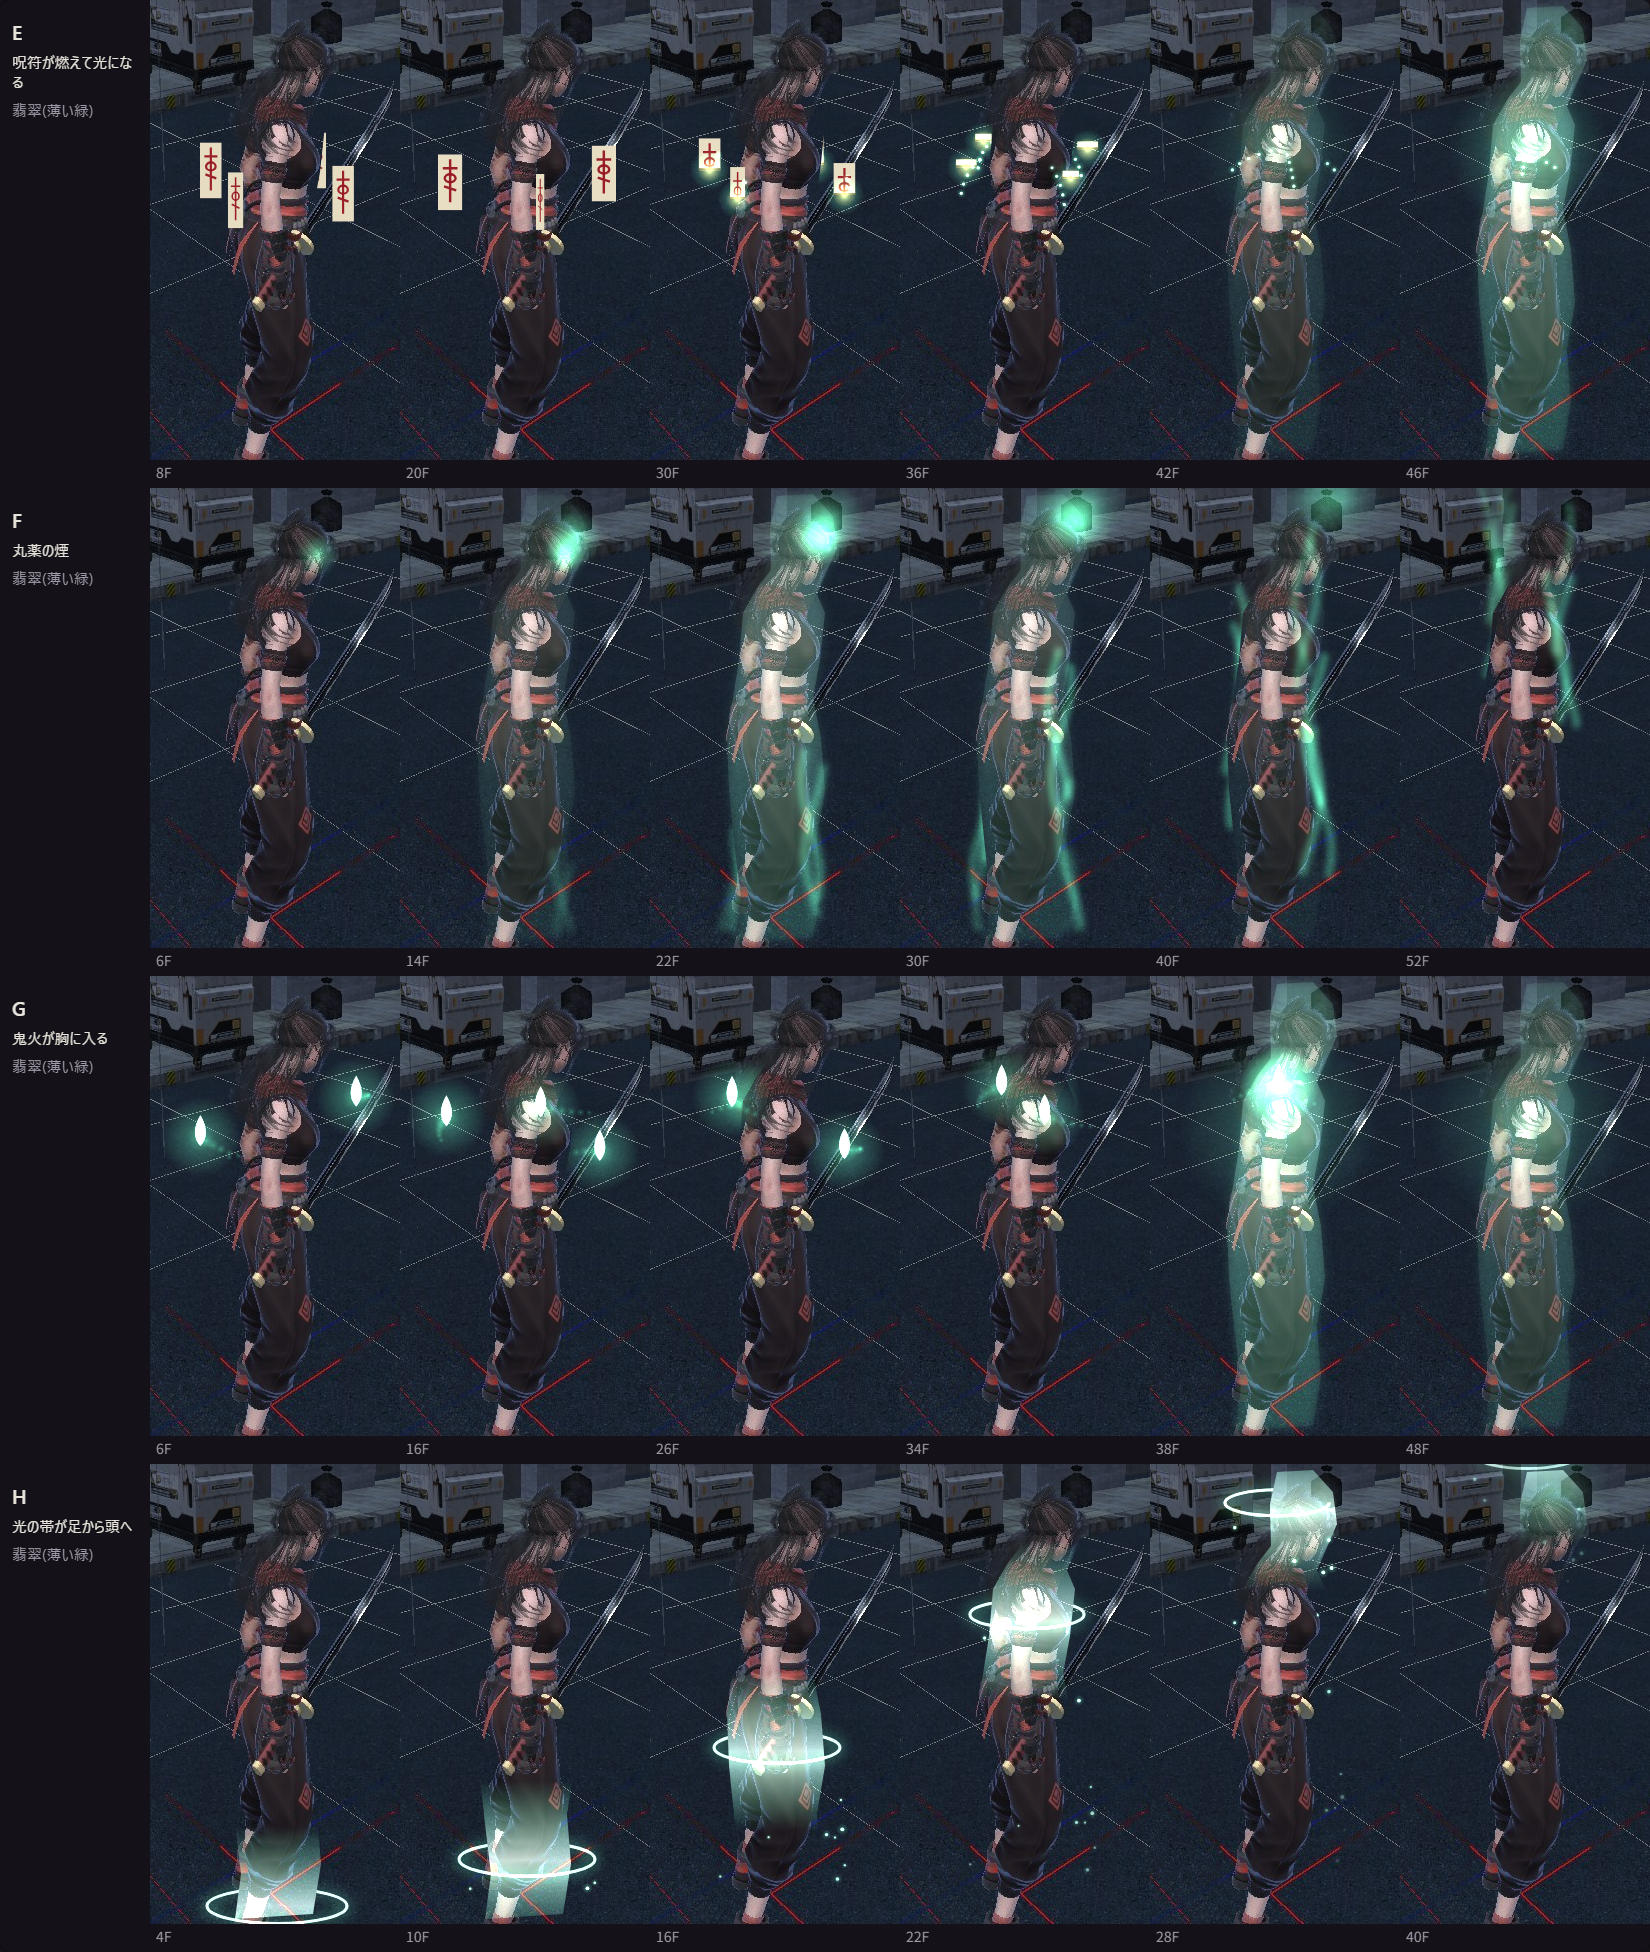 E
呪符が燃えて光にな
る
翡翠(薄い緑)
8F
20F
30F
36F
42F
46F
F
丸薬の煙
翡翠(薄い緑)
6F
14F
22F
30F
40F
52F
G
鬼火が胸に入る
翡翠(薄い緑)
6F
16F
26F
34F
38F
48F
H
光の帯が足から頭へ
翡翠(薄い緑)
4F
10F
16F
22F
28F
40F